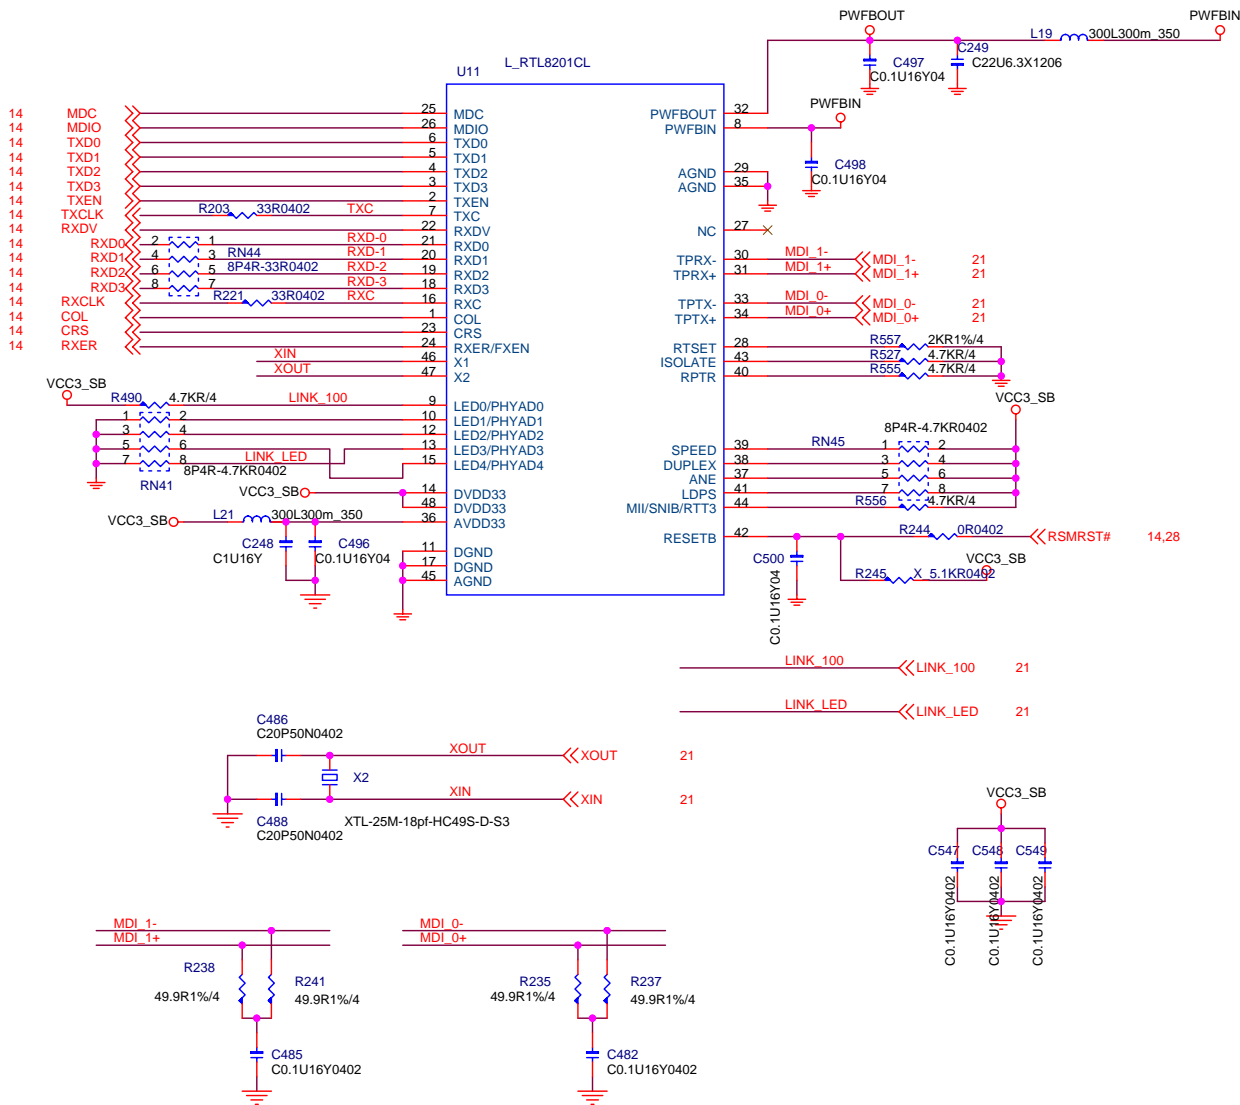 PWFBOUT
PWFBIN
L19 300L300m_350
C249
C22U6.3X1206
C497
C0.1U16Y04
L_RTL8201CL
U11
PWFBIN
C498
C0.1U16Y04
14 MDC 25 MDC
14 MDIO 26 MDIO
14 TXD0 6 TXD0
14 TXD1 5 TXD1
14 TXD2 4 TXD2
14 TXD3 3 TXD3
14 TXEN 2 TXEN
14 TXCLK R203 33R0402 TXC 7 TXC
14 RXDV 22 RXDV
14 RXD0 2 1 RXD-0 21 RXD0
14 RXD1 4 3 RN44 RXD-1 20 RXD1
14 RXD2 6 5 8P4R-33R0402 RXD-2 19 RXD2
14 RXD3 8 7 RXD-3 18 RXD3
14 RXCLK R221 33R0402 RXC 16 RXC
14 COL 1 COL
14 CRS 23 CRS
14 RXER 24 RXER/FXEN
XIN 46 X1
XOUT 47 X2
VCC3_SB
R490 4.7KR/4 LINK_100 9 LED0/PHYAD0
1 2 10 LED1/PHYAD1
3 4 12 LED2/PHYAD2
5 6 13 LED3/PHYAD3
7 8 LINK_LED 15 LED4/PHYAD4
8P4R-4.7KR0402
RN41
VCC3_SB 14 DVDD33
48 DVDD33
VCC3_SB L21 300L300m_350 36 AVDD33
C248
C1U16Y
C496
C0.1U16Y04
11 DGND
17 DGND
45 AGND
PWFBOUT 32
PWFBIN 8
AGND 29
AGND 35
NC 27
TPRX- 30 MDI_1- MDI_1- 21
TPRX+ 31 MDI_1+ MDI_1+ 21
TPTX- 33 MDI_0- MDI_0- 21
TPTX+ 34 MDI_0+ MDI_0+ 21
RTSET 28 R557 2KR1%/4
ISOLATE 43 R527 4.7KR/4
RPTR 40 R555 4.7KR/4
VCC3_SB
8P4R-4.7KR0402
SPEED 39 RN45 1 2
DUPLEX 38 3 4
ANE 37 5 6
LDPS 41 7 8
MII/SNIB/RTT3 44 R556 4.7KR/4
RESETB 42 R244 0R0402 RSMRST# 14,28
C500
C0.1U16Y04
VCC3_SB
R245 X_5.1KR0402
LINK_100 LINK_100 21
LINK_LED LINK_LED 21
C486
C20P50N0402
XOUT XOUT 21
X2
XIN XIN 21
C488
C20P50N0402
XTL-25M-18pf-HC49S-D-S3
VCC3_SB
C547 C548 C549
C0.1U16Y0402
C0.1U16Y0402
C0.1U16Y0402
MDI_1-
MDI_1+
R238
49.9R1%/4
R241
49.9R1%/4
C485
C0.1U16Y0402
MDI_0-
MDI_0+
R235
49.9R1%/4
R237
49.9R1%/4
C482
C0.1U16Y0402